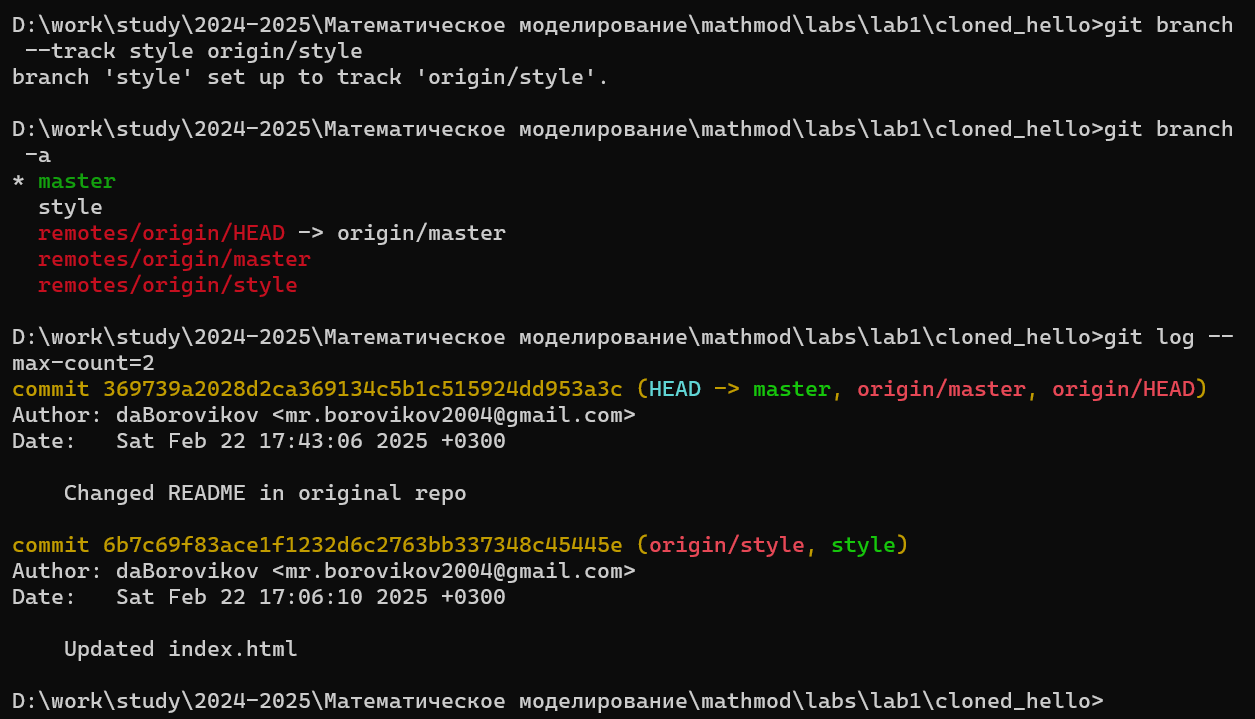 D:\work\study\2024-2025\Математическое моделирование\mathmod\labs\lab1\cloned_hello>git branch
 --track style origin/style
branch 'style' set up to track 'origin/style'.
D:\work\study\2024-2025\Математическое моделирование\mathmod\labs\lab1\cloned_hello>git branch
 -a
* master
  style
  remotes/origin/HEAD -> origin/master
  remotes/origin/master
  remotes/origin/style
D:\work\study\2024-2025\Математическое моделирование\mathmod\labs\lab1\cloned_hello>git log --
max-count=2
commit 369739a2028d2ca369134c5b1c515924dd953a3c (HEAD -> master, origin/master, origin/HEAD)
Author: daBorovikov <mr.borovikov2004@gmail.com>
Date:   Sat Feb 22 17:43:06 2025 +0300
    Changed README in original repo
commit 6b7c69f83ace1f1232d6c2763bb337348c45445e (origin/style, style)
Author: daBorovikov <mr.borovikov2004@gmail.com>
Date:   Sat Feb 22 17:06:10 2025 +0300
    Updated index.html
D:\work\study\2024-2025\Математическое моделирование\mathmod\labs\lab1\cloned_hello>